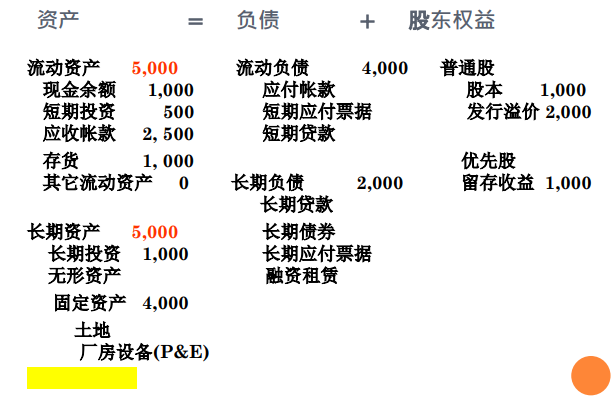 资产 = 负债 + 股东权益
流动资产 5,000 流动负债 4,000 普通股
现金余额 1,000 应付帐款 股本 1,000
短期投资 500 短期应付票据 发行溢价 2,000
应收帐款 2, 500 短期贷款
存货 1, 000 优先股
其它流动资产 0 长期负债 2,000 留存收益 1,000
长期贷款
长期资产 5,000 长期债券
长期投资 1,000 长期应付票据
无形资产 融资租赁
固定资产 4,000
土地
厂房设备(P&E)